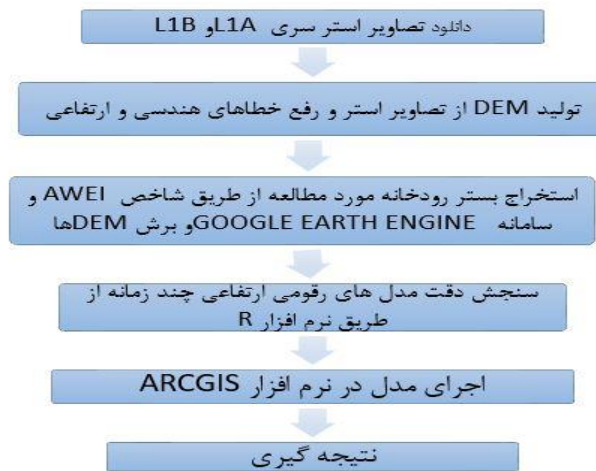 دانلود تصاویر استر سری L1A و L1B
تولید DEM از تصاویر استر و رفع خطاهای هندسی و ارتفاعی
استخراج بستر رودخانه مورد مطالعه از طریق شاخص AWEI و
سامانه GOOGLE EARTH ENGINE و برش DEMها
سنجش دقت مدل های رقومی ارتفاعی چند زمانه از
طریق نرم افزار R
اجرای مدل در نرم افزار ARCGIS
نتیجه گیری